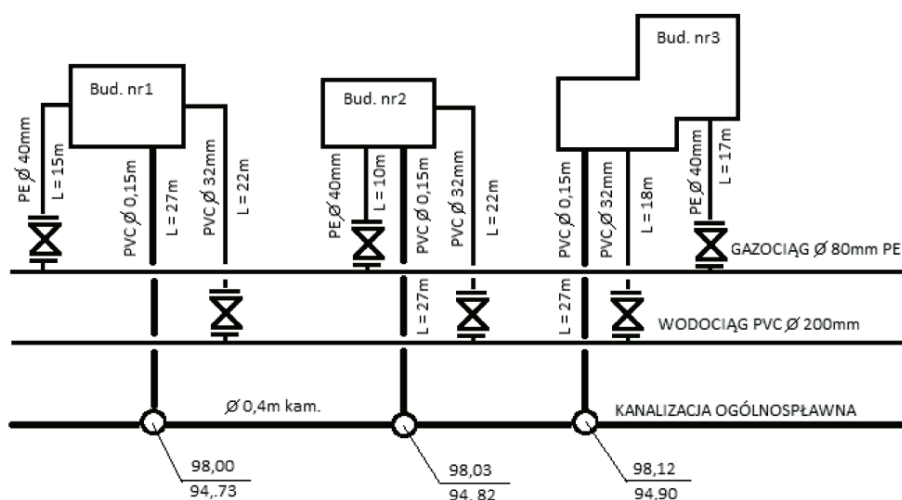 Bud. nr1
Bud. nr2
Bud. nr3
PE Ø 40mm
L = 15m
PVC Ø 0,15m
L = 27m
PVC Ø 32mm
L = 22m
PE Ø 40mm
L = 10m
PVC Ø 0,15m
L = 27m
PVC Ø 32mm
L = 22m
PVC Ø 0,15m
L = 27m
PVC Ø 32mm
L = 18m
PE Ø 40mm
L = 17m
GAZOCIĄG Ø 80mm PE
WODOCIĄG PVC Ø 200mm
Ø 0,4m kam.
KANALIZACJA OGÓLNOSPŁAWNA
98,00
94,.73
98,03
94. 82
98,12
94.90